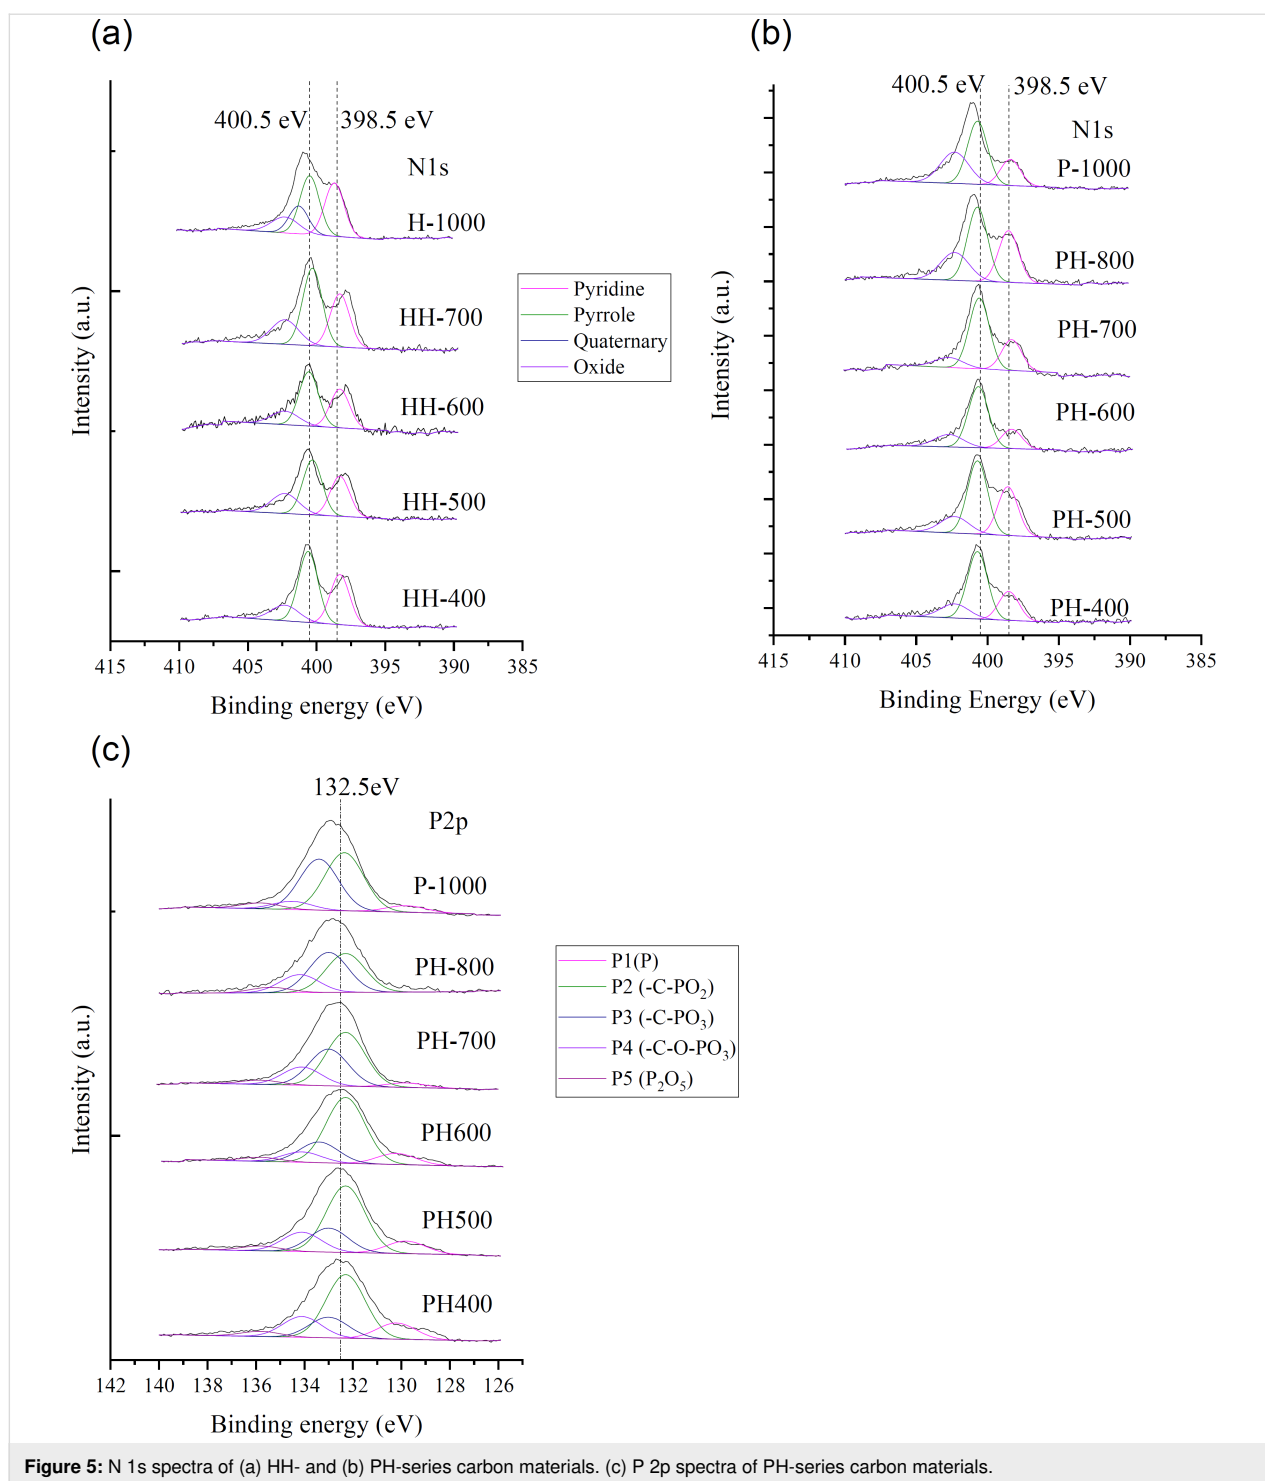 (a)
400.5 eV 398.5 eV
N1s
H-1000
HH-700
HH-600
HH-500
HH-400
Pyridine
Pyrrole
Quaternary
Oxide
Intensity (a.u.)
415 410 405 400 395 390 385
Binding energy (eV)
(b)
400.5 eV 398.5 eV
N1s
P-1000
PH-800
PH-700
PH-600
PH-500
PH-400
Intensity (a.u.)
415 410 405 400 395 390 385
Binding Energy (eV)
(c)
132.5eV
P2p
P-1000
PH-800
PH-700
PH600
PH500
PH400
P1(P)
P2 (-C-PO₂)
P3 (-C-PO₃)
P4 (-C-O-PO₃)
P5 (P₂O₅)
Intensity (a.u.)
142 140 138 136 134 132 130 128 126
Binding energy (eV)
Figure 5: N 1s spectra of (a) HH- and (b) PH-series carbon materials. (c) P 2p spectra of PH-series carbon materials.